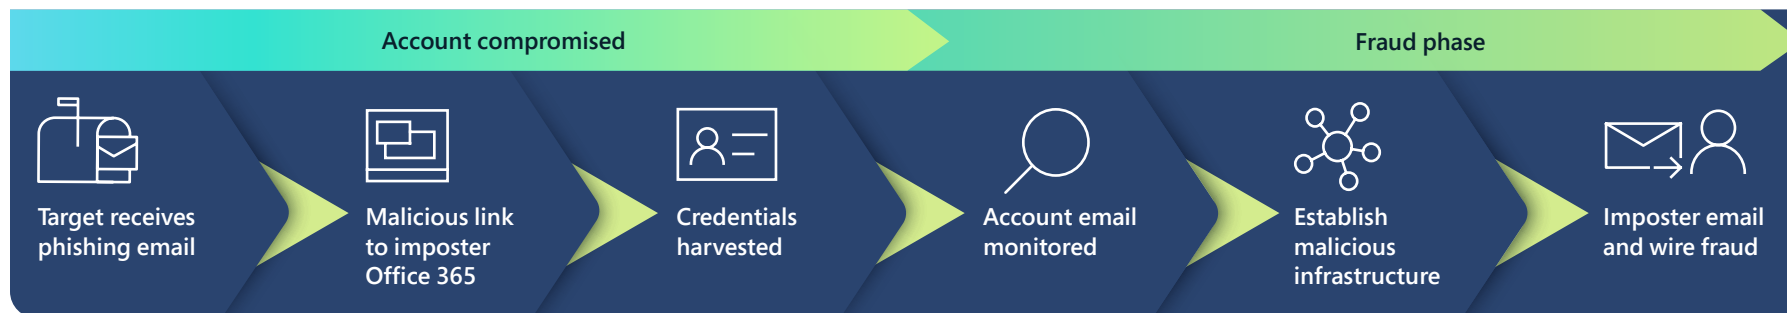 Account compromised
Fraud phase
Target receives
phishing email
Malicious link
to imposter
Office 365
Credentials
harvested
Account email
monitored
Establish
malicious
infrastructure
Imposter email
and wire fraud